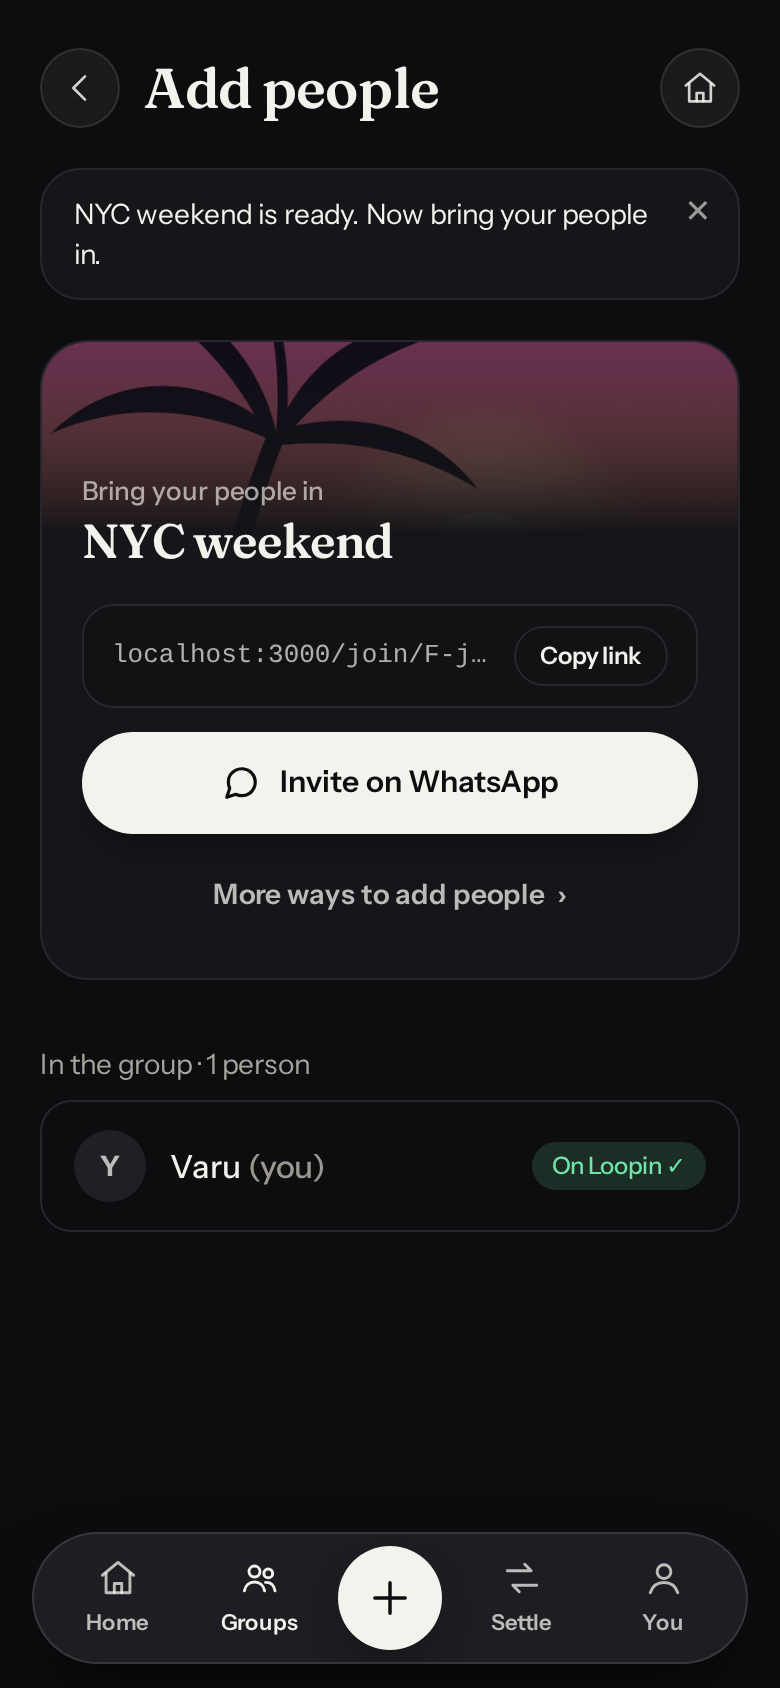 Add people
NYC weekend is ready. Now bring your people
in.
Bring your people in
NYC weekend
localhost:3000/join/F-j…
Copy link
Invite on WhatsApp
More ways to add people ›
In the group · 1 person
Y
Varu (you)
On Loopin ✓
Home
Groups
Settle
You